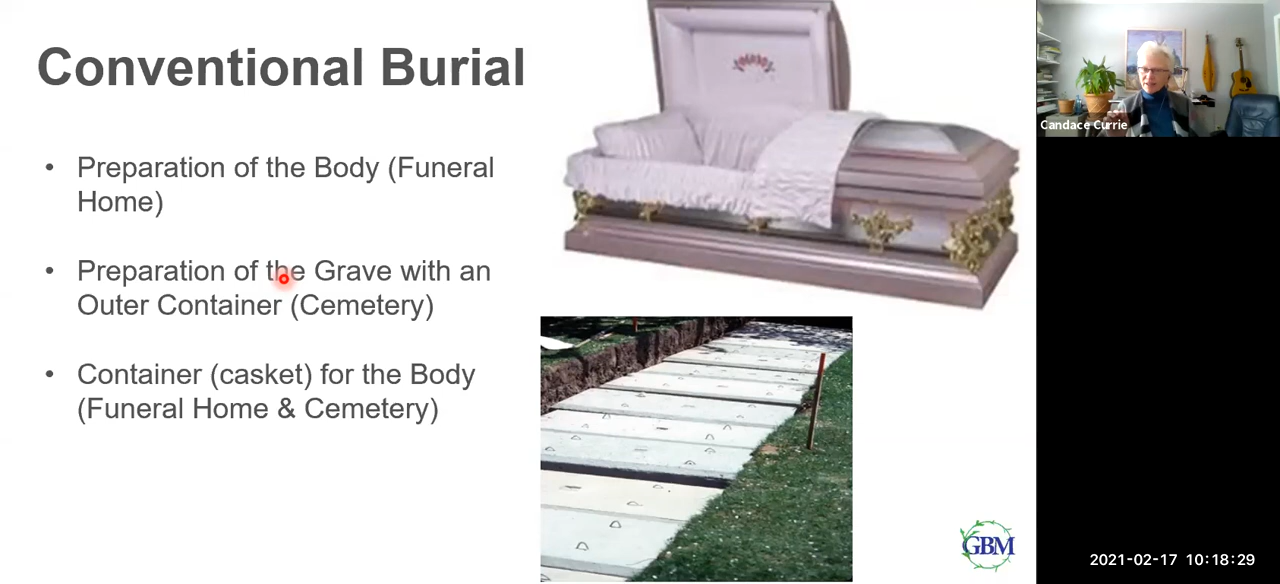 Conventional Burial
• Preparation of the Body (Funeral
Home)
• Preparation of the Grave with an
Outer Container (Cemetery)
• Container (casket) for the Body
(Funeral Home & Cemetery)
GBM
Candace Currie
2021-02-17 10:18:29